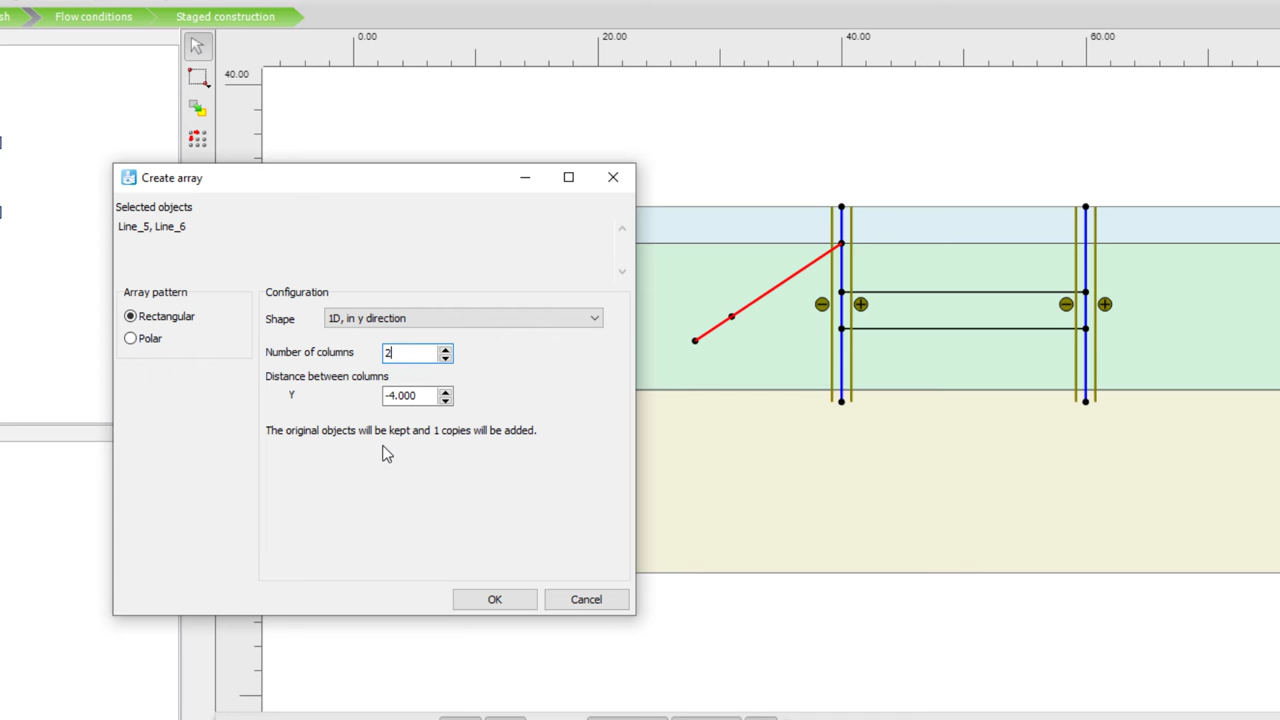 sh
Flow conditions
Staged construction
0.00
20.00
40.00
60.00
40.00
Create array
Selected objects
Line_5, Line_6
Array pattern
Rectangular
Polar
Configuration
Shape
1D, in y direction
Number of columns
2
Distance between columns
Y
-4.000
The original objects will be kept and 1 copies will be added.
OK
Cancel